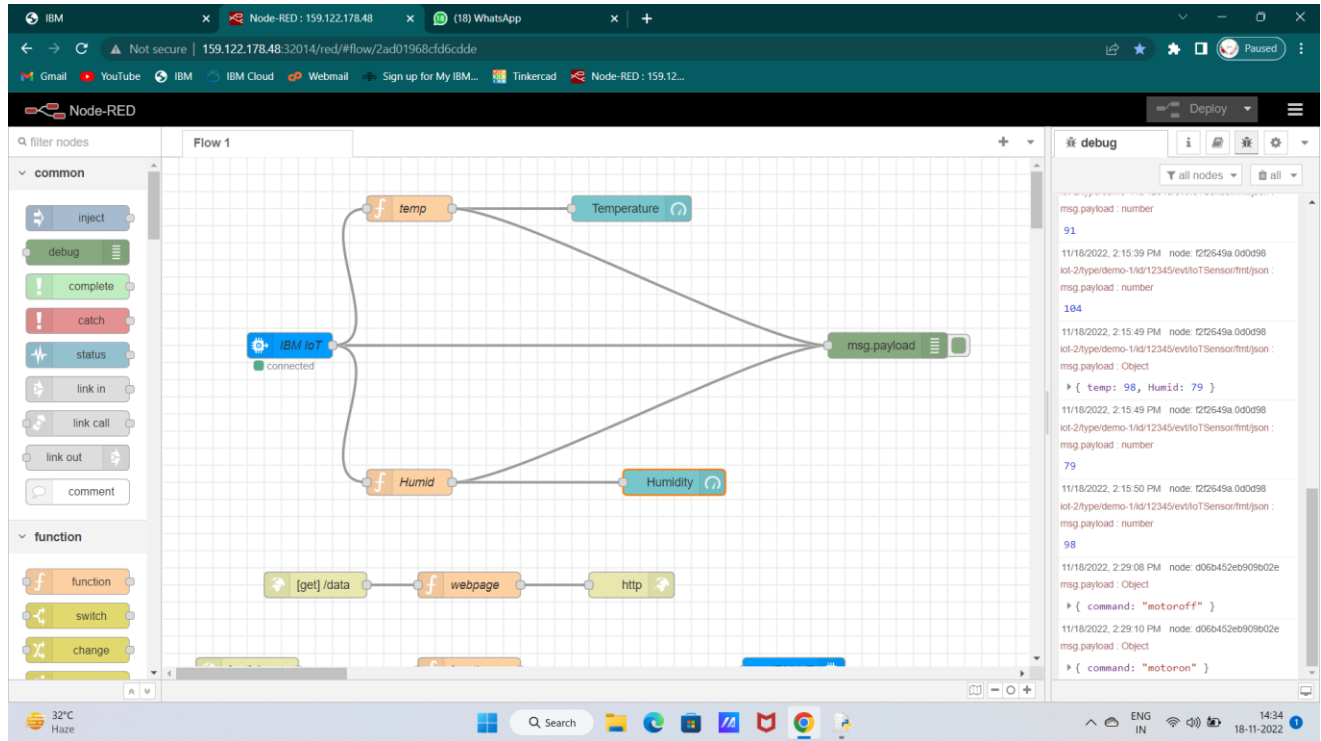 IBM
Node-RED : 159.122.178.48
(18) WhatsApp
Not secure | 159.122.178.48:32014/red/#flow/2ad01968cfd6cdde
Paused
Gmail
YouTube
IBM
IBM Cloud
Webmail
Sign up for My IBM...
Tinkercad
Node-RED : 159.12...
Node-RED
Deploy
filter nodes
common
inject
debug
complete
catch
status
link in
link call
link out
comment
function
function
switch
change
Flow 1
temp
Temperature
IBM IoT
connected
msg.payload
Humid
Humidity
[get] /data
webpage
http
debug
all nodes
all
msg.payload : number
91
11/18/2022, 2:15:39 PM node: f2f2649a.0d0d98
iot-2/type/demo-1/id/12345/evt/IoTSensor/fmt/json :
msg.payload : number
104
11/18/2022, 2:15:49 PM node: f2f2649a.0d0d98
iot-2/type/demo-1/id/12345/evt/IoTSensor/fmt/json :
msg.payload : Object
{ temp: 98, Humid: 79 }
11/18/2022, 2:15:49 PM node: f2f2649a.0d0d98
iot-2/type/demo-1/id/12345/evt/IoTSensor/fmt/json :
msg.payload : number
79
11/18/2022, 2:15:50 PM node: f2f2649a.0d0d98
iot-2/type/demo-1/id/12345/evt/IoTSensor/fmt/json :
msg.payload : number
98
11/18/2022, 2:29:08 PM node: d06b452eb909b02e
msg.payload : Object
{ command: "motoroff" }
11/18/2022, 2:29:10 PM node: d06b452eb909b02e
msg.payload : Object
{ command: "motoron" }
32°C
Haze
Search
ENG
IN
14:34
18-11-2022
1